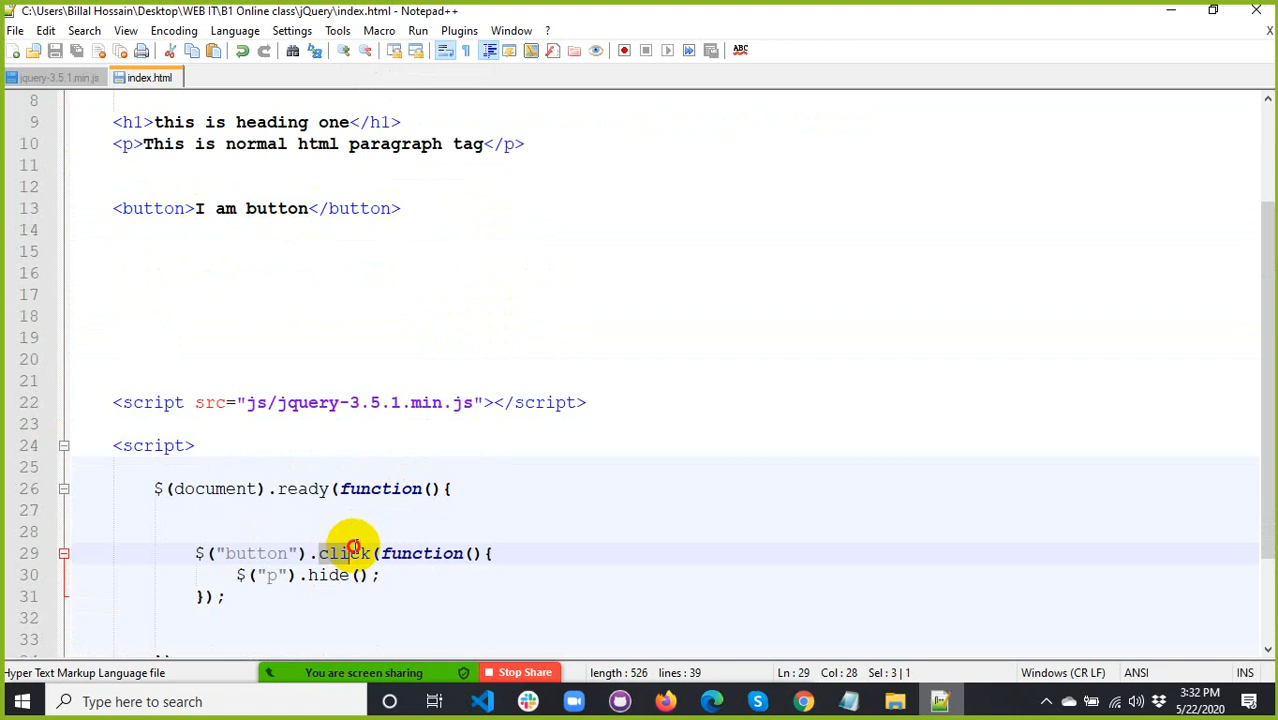 C:\Users\Billal Hossain\Desktop\WEB IT\B1 Online class\jQuery\index.html - Notepad++
File Edit Search View Encoding Language Settings Tools Macro Run Plugins Window ? X
ABC
jquery-3.5.1.min.js index.html
8
9 <h1>this is heading one</h1>
10 <p>This is normal html paragraph tag</p>
11
12
13 <button>I am button</button>
14
15
16
17
18
19
20
21
22 <script src="js/jquery-3.5.1.min.js"></script>
23
24 <script>
25
26 $(document).ready(function(){
27
28
29 $("button").click(function(){
30 $("p").hide();
31 });
32
33
Hyper Text Markup Language file You are screen sharing Stop Share length : 526 lines : 39 Ln : 29 Col : 28 Sel : 3 | 1 Windows (CR LF) ANSI INS
Type here to search 3:32 PM
5/22/2020